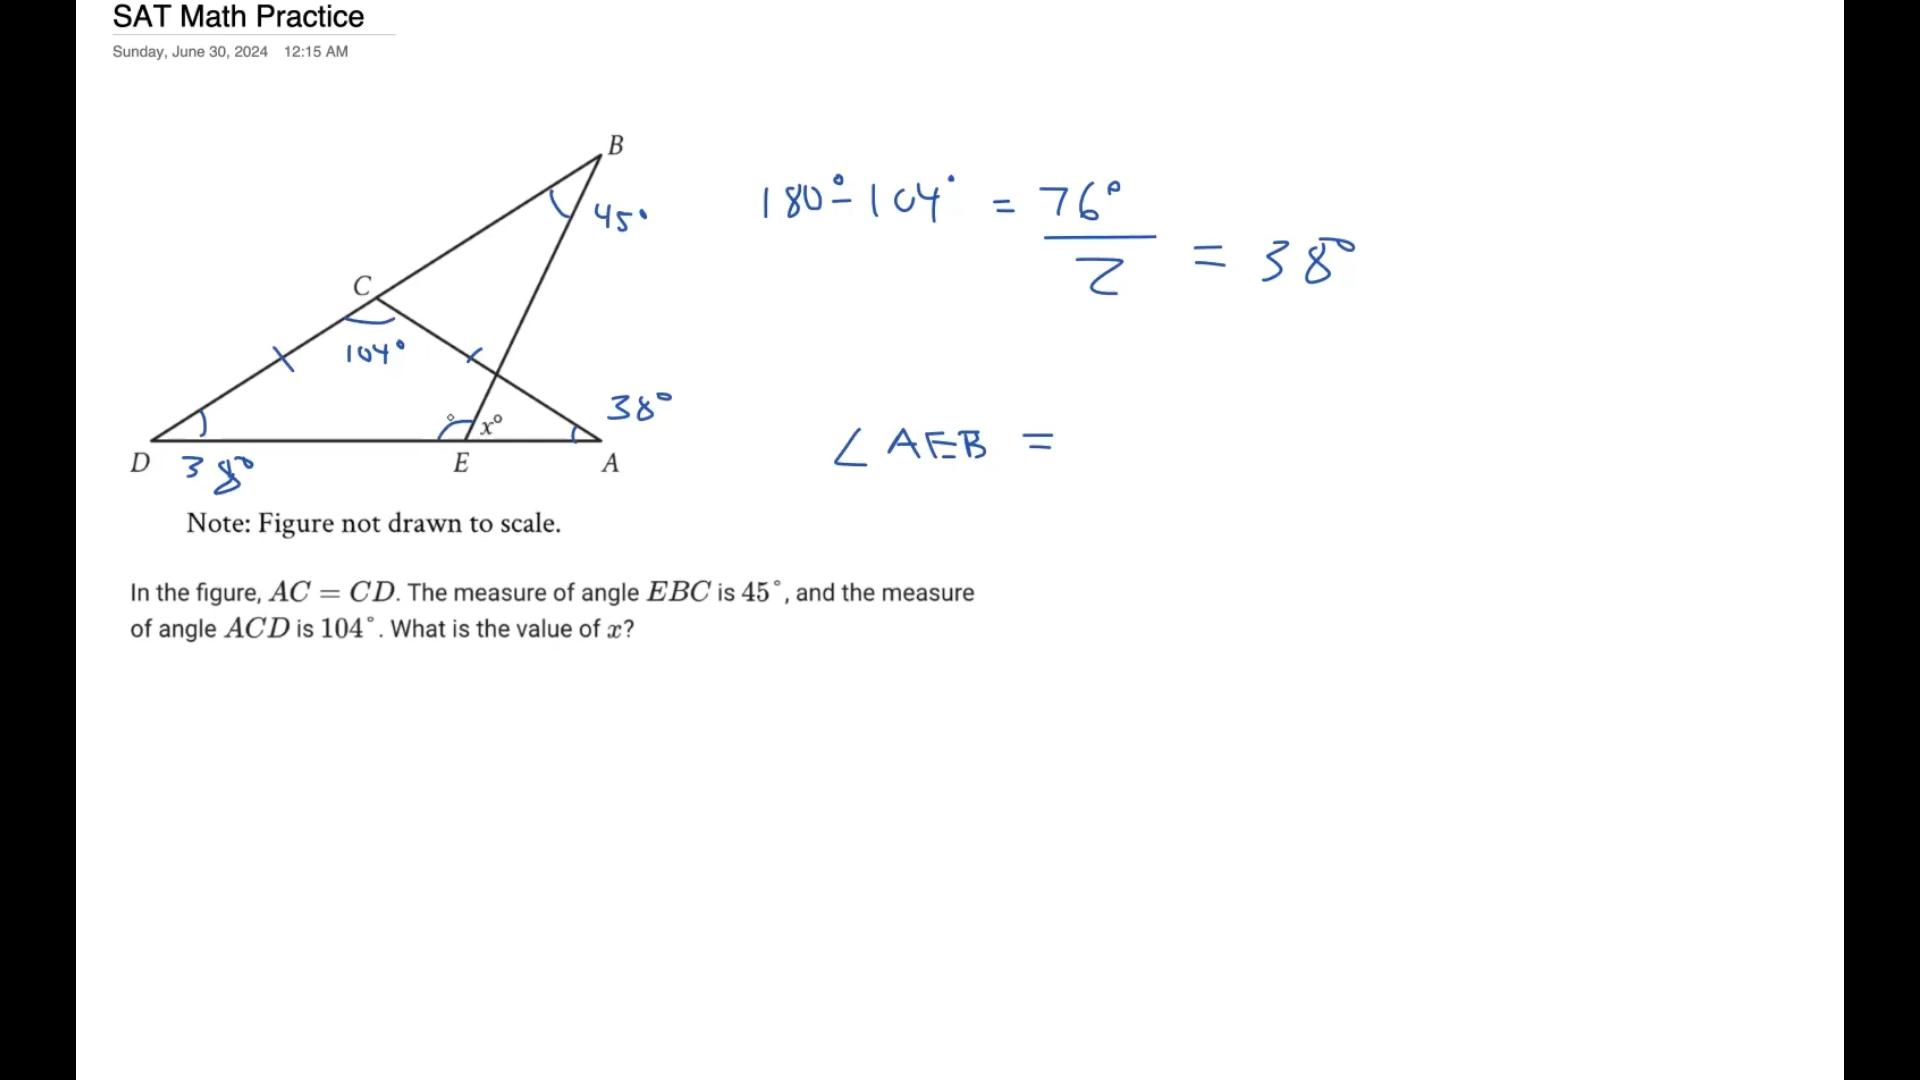 SAT Math Practice
Sunday, June 30, 2024 12:15 AM
B
45°
180° - 104° = 76°
2 = 38°
C
104°
38°
° x°
∠ AEB =
D 38° E A
Note: Figure not drawn to scale.
In the figure, AC = CD. The measure of angle EBC is 45°, and the measure
of angle ACD is 104°. What is the value of x?